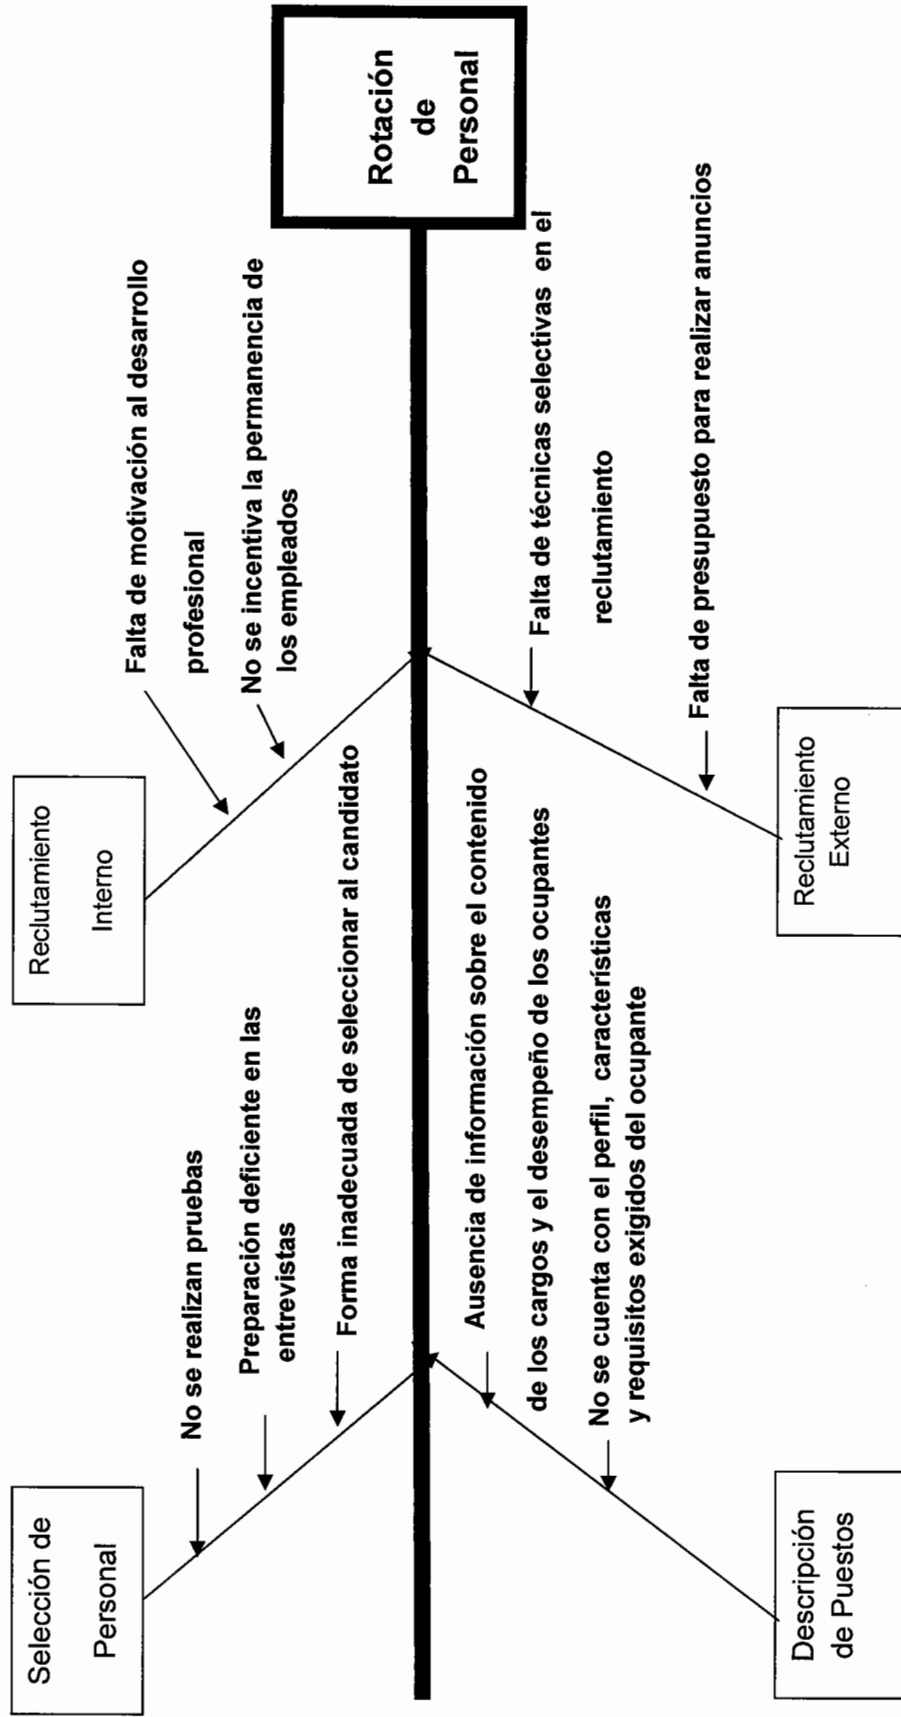 Selección de
Personal
No se realizan pruebas
Preparación deficiente en las
entrevistas
Forma inadecuada de seleccionar al candidato
Reclutamiento
Interno
Falta de motivación al desarrollo
profesional
No se incentiva la permanencia de
los empleados
Rotación
de
Personal
Ausencia de información sobre el contenido
de los cargos y el desempeño de los ocupantes
No se cuenta con el perfil, características
y requisitos exigidos del ocupante
Descripción
de Puestos
Falta de técnicas selectivas en el
reclutamiento
Falta de presupuesto para realizar anuncios
Reclutamiento
Externo